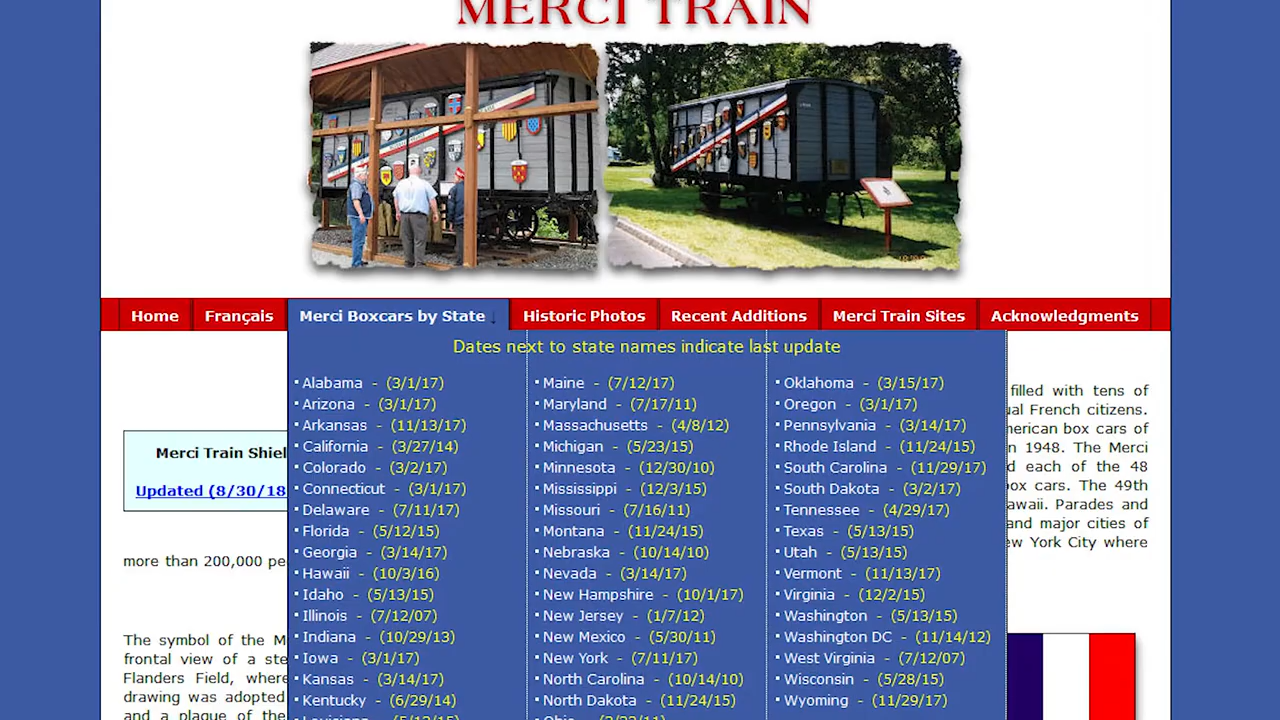 MERCI TRAIN
Home
Français
Merci Boxcars by State ↓
Historic Photos
Recent Additions
Merci Train Sites
Acknowledgments
Dates next to state names indicate last update
Alabama - (3/1/17)
Arizona - (3/1/17)
Arkansas - (11/13/17)
California - (3/27/14)
Colorado - (3/2/17)
Connecticut - (3/1/17)
Delaware - (7/11/17)
Florida - (5/12/15)
Georgia - (3/14/17)
Hawaii - (10/3/16)
Idaho - (5/13/15)
Illinois - (7/12/07)
Indiana - (10/29/13)
Iowa - (3/1/17)
Kansas - (3/14/17)
Kentucky - (6/29/14)
Louisiana - (5/13/15)
Maine - (7/12/17)
Maryland - (7/17/11)
Massachusetts - (4/8/12)
Michigan - (5/23/15)
Minnesota - (12/30/10)
Mississippi - (12/3/15)
Missouri - (7/16/11)
Montana - (11/24/15)
Nebraska - (10/14/10)
Nevada - (3/14/17)
New Hampshire - (10/1/17)
New Jersey - (1/7/12)
New Mexico - (5/30/11)
New York - (7/11/17)
North Carolina - (10/14/10)
North Dakota - (11/24/15)
Ohio
Oklahoma - (3/15/17)
Oregon - (3/1/17)
Pennsylvania - (3/14/17)
Rhode Island - (11/24/15)
South Carolina - (11/29/17)
South Dakota - (3/2/17)
Tennessee - (4/29/17)
Texas - (5/13/15)
Utah - (5/13/15)
Vermont - (11/13/17)
Virginia - (12/2/15)
Washington - (5/13/15)
Washington DC - (11/14/12)
West Virginia - (7/12/07)
Wisconsin - (5/28/15)
Wyoming - (11/29/17)
Merci Train Shiel
Updated (8/30/18
more than 200,000 pe
The symbol of the M
frontal view of a ste
Flanders Field, where
drawing was adopted
and a plaque of the
filled with tens of
ual French citizens.
merican box cars of
n 1948. The Merci
d each of the 48
ox cars. The 49th
awaii. Parades and
and major cities of
ew York City where